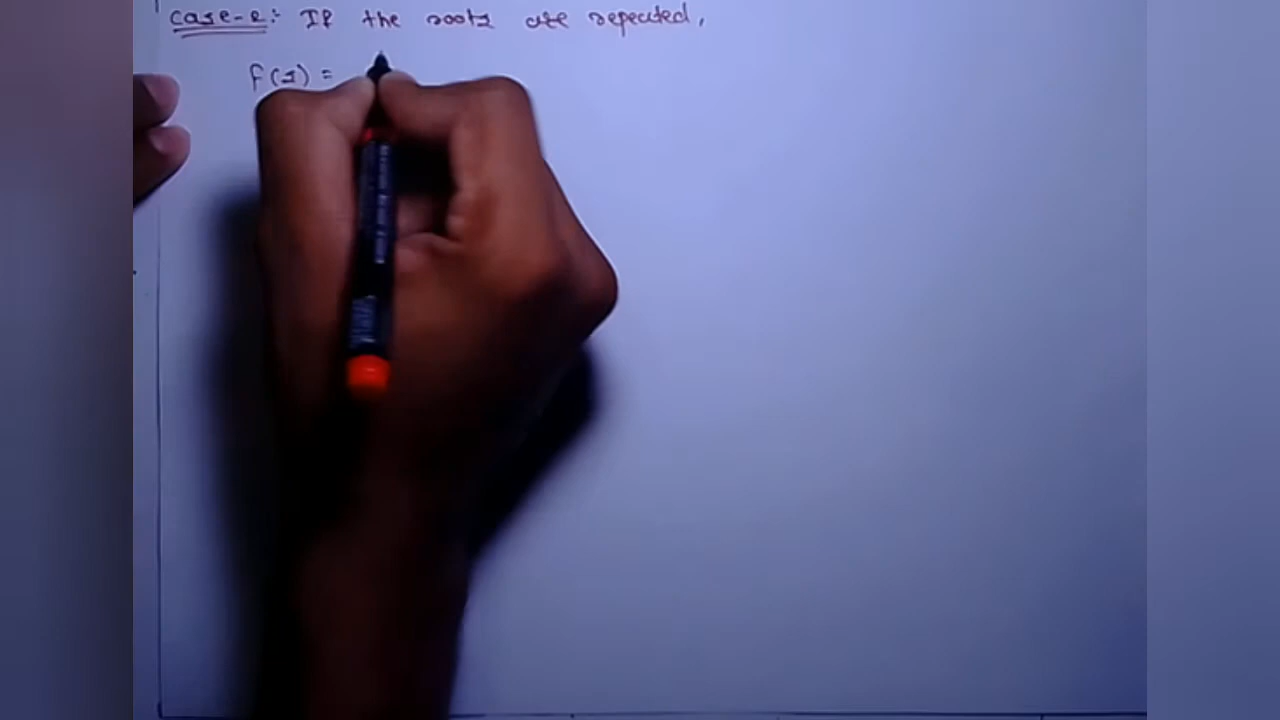 Case-2:- If the roots are repeated,
F(s) =